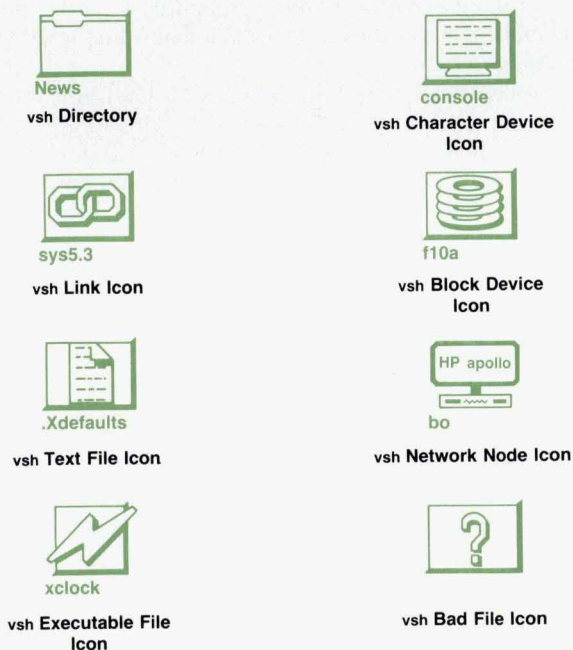 News
vsh Directory
console
vsh Character Device
Icon
sys5.3
vsh Link Icon
f10a
vsh Block Device
Icon
.Xdefaults
vsh Text File Icon
HP apollo
bo
vsh Network Node Icon
xclock
vsh Executable File
Icon
vsh Bad File Icon